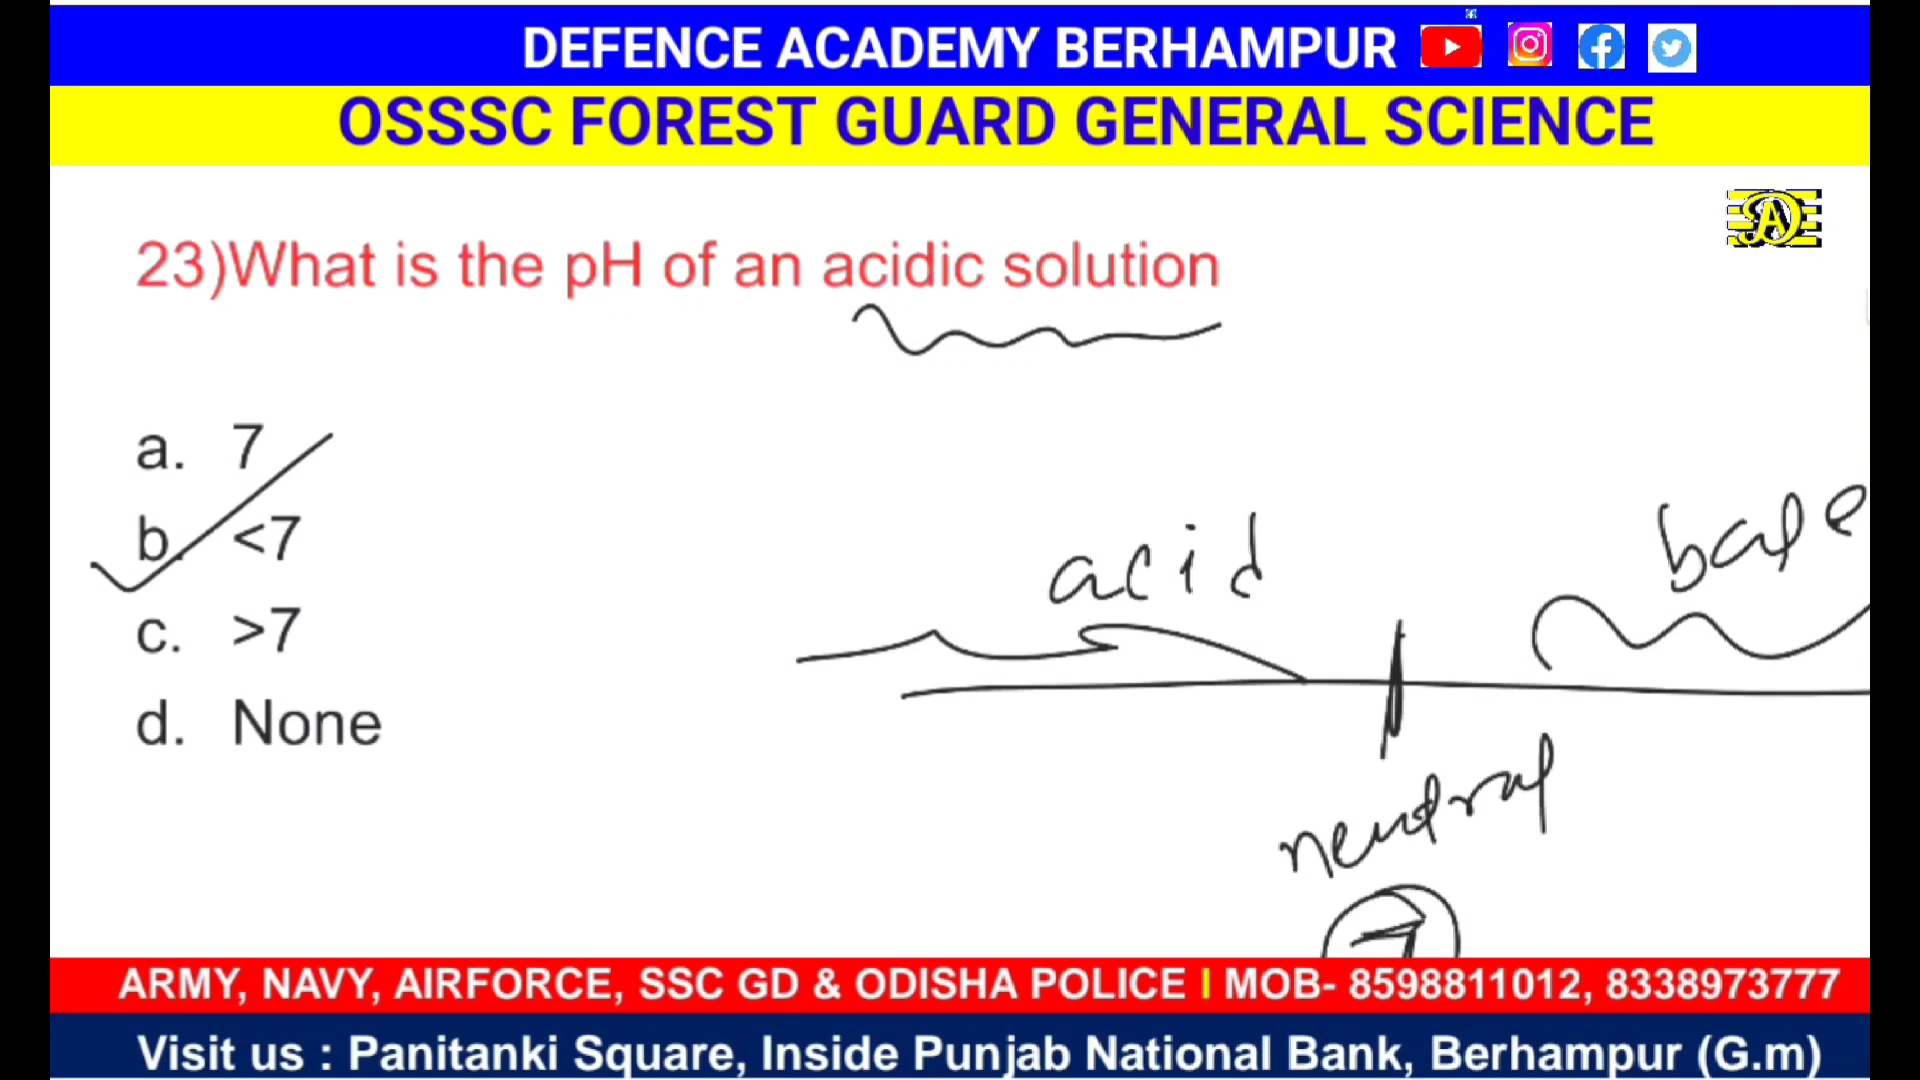 DEFENCE ACADEMY BERHAMPUR
OSSSC FOREST GUARD GENERAL SCIENCE
23)What is the pH of an acidic solution
a. 7
b. <7
c. >7
d. None
acid
base
neutral
7
ARMY, NAVY, AIRFORCE, SSC GD & ODISHA POLICE I MOB- 8598811012, 8338973777
Visit us : Panitanki Square, Inside Punjab National Bank, Berhampur (G.m)